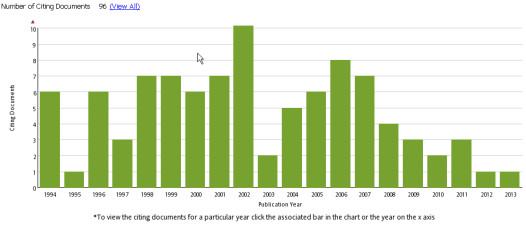 Number of Citing Documents 96 (View All)
*
10
9
8
7
6
5
4
3
2
1
0
Citing Documents
1994 1995 1996 1997 1998 1999 2000 2001 2002 2003 2004 2005 2006 2007 2008 2009 2010 2011 2012 2013
Publication Year
*To view the citing documents for a particular year click the associated bar in the chart or the year on the x axis